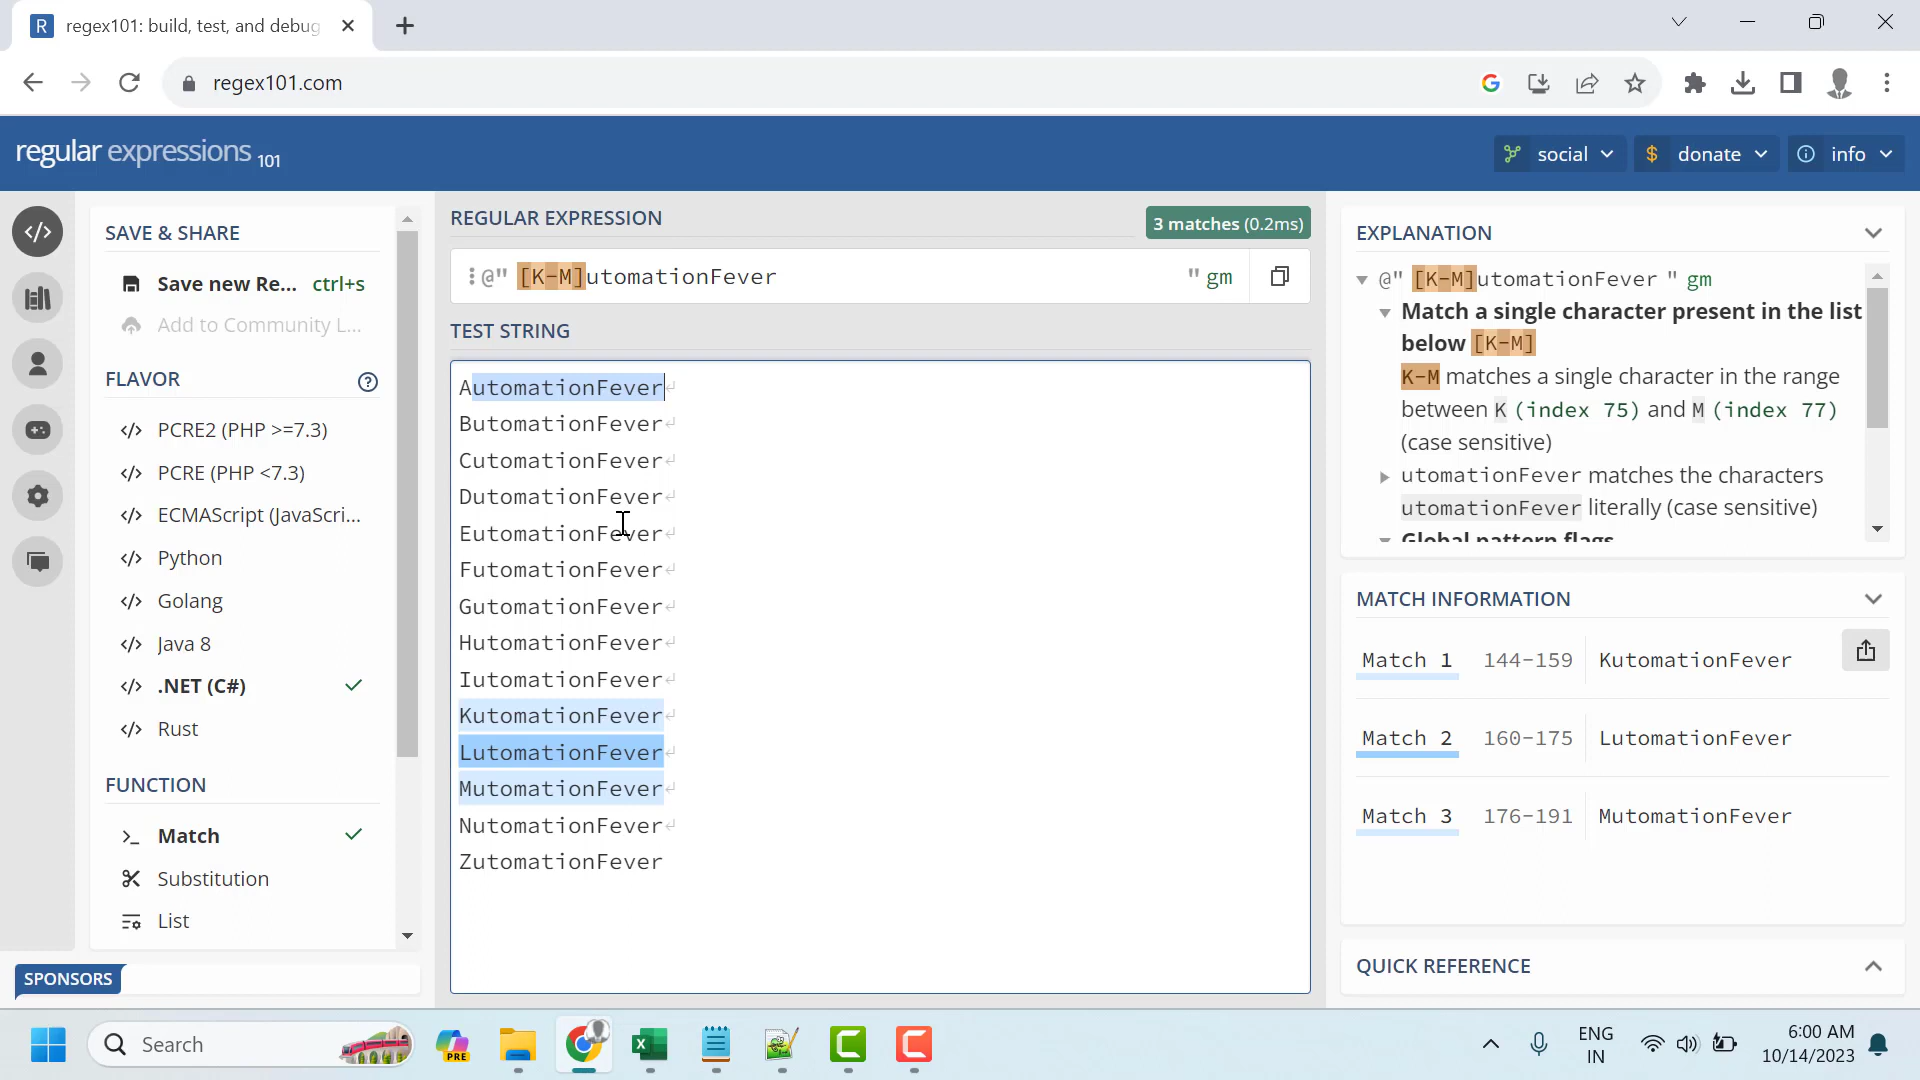 regex101: build, test, and debug
regex101.com
regular expressions 101
social
$ donate
info
SAVE & SHARE
Save new Re... ctrl+s
Add to Community L...
FLAVOR
PCRE2 (PHP >=7.3)
PCRE (PHP <7.3)
ECMAScript (JavaScri...
Python
Golang
Java 8
.NET (C#)
Rust
FUNCTION
Match
Substitution
List
SPONSORS
REGULAR EXPRESSION
3 matches (0.2ms)
@" [K-M]utomationFever " gm
TEST STRING
AutomationFever
ButomationFever
CutomationFever
DutomationFever
EutomationFever
FutomationFever
GutomationFever
HutomationFever
IutomationFever
KutomationFever
LutomationFever
MutomationFever
NutomationFever
ZutomationFever
EXPLANATION
@" [K-M]utomationFever " gm
Match a single character present in the list
below [K-M]
K-M matches a single character in the range
between K (index 75) and M (index 77)
(case sensitive)
utomationFever matches the characters
utomationFever literally (case sensitive)
Global pattern flags
MATCH INFORMATION
Match 1 144-159 KutomationFever
Match 2 160-175 LutomationFever
Match 3 176-191 MutomationFever
QUICK REFERENCE
Search
PRE
ENG
IN
6:00 AM
10/14/2023